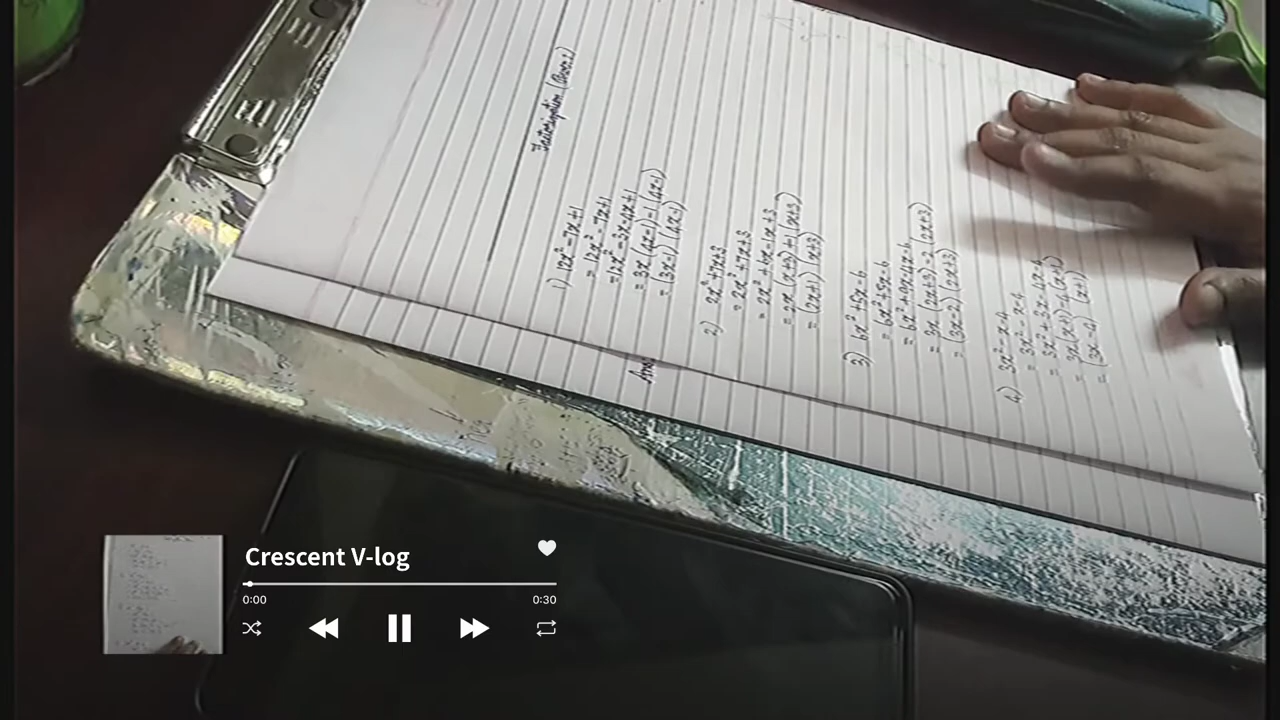 Factorization (
1) 12x² - 7x + 1
= 12x² - 7x + 1
= 12x² - 3x - 4x + 1
= 3x (4x - 1) - 1 (4x - 1)
= (3x - 1) (4x - 1)
2) 2x² + 7x + 3
= 2x² + 7x + 3
= 2x² + 6x + 1x + 3
= 2x (x + 3) + 1 (x + 3)
= (2x + 1) (x + 3)
3) 6x² + 5x - 6
= 6x² + 5x - 6
= 6x² + 9x - 4x - 6
= 3x (2x + 3) - 2 (2x + 3)
= (3x - 2) (2x + 3)
4) 3x² - x - 4
= 3x² - x - 4
= 3x² + 3x - 4x - 4
= 3x (x + 1) - 4 (x + 1)
= (3x - 4) (x + 1)
Crescent V-log
0:00 0:30